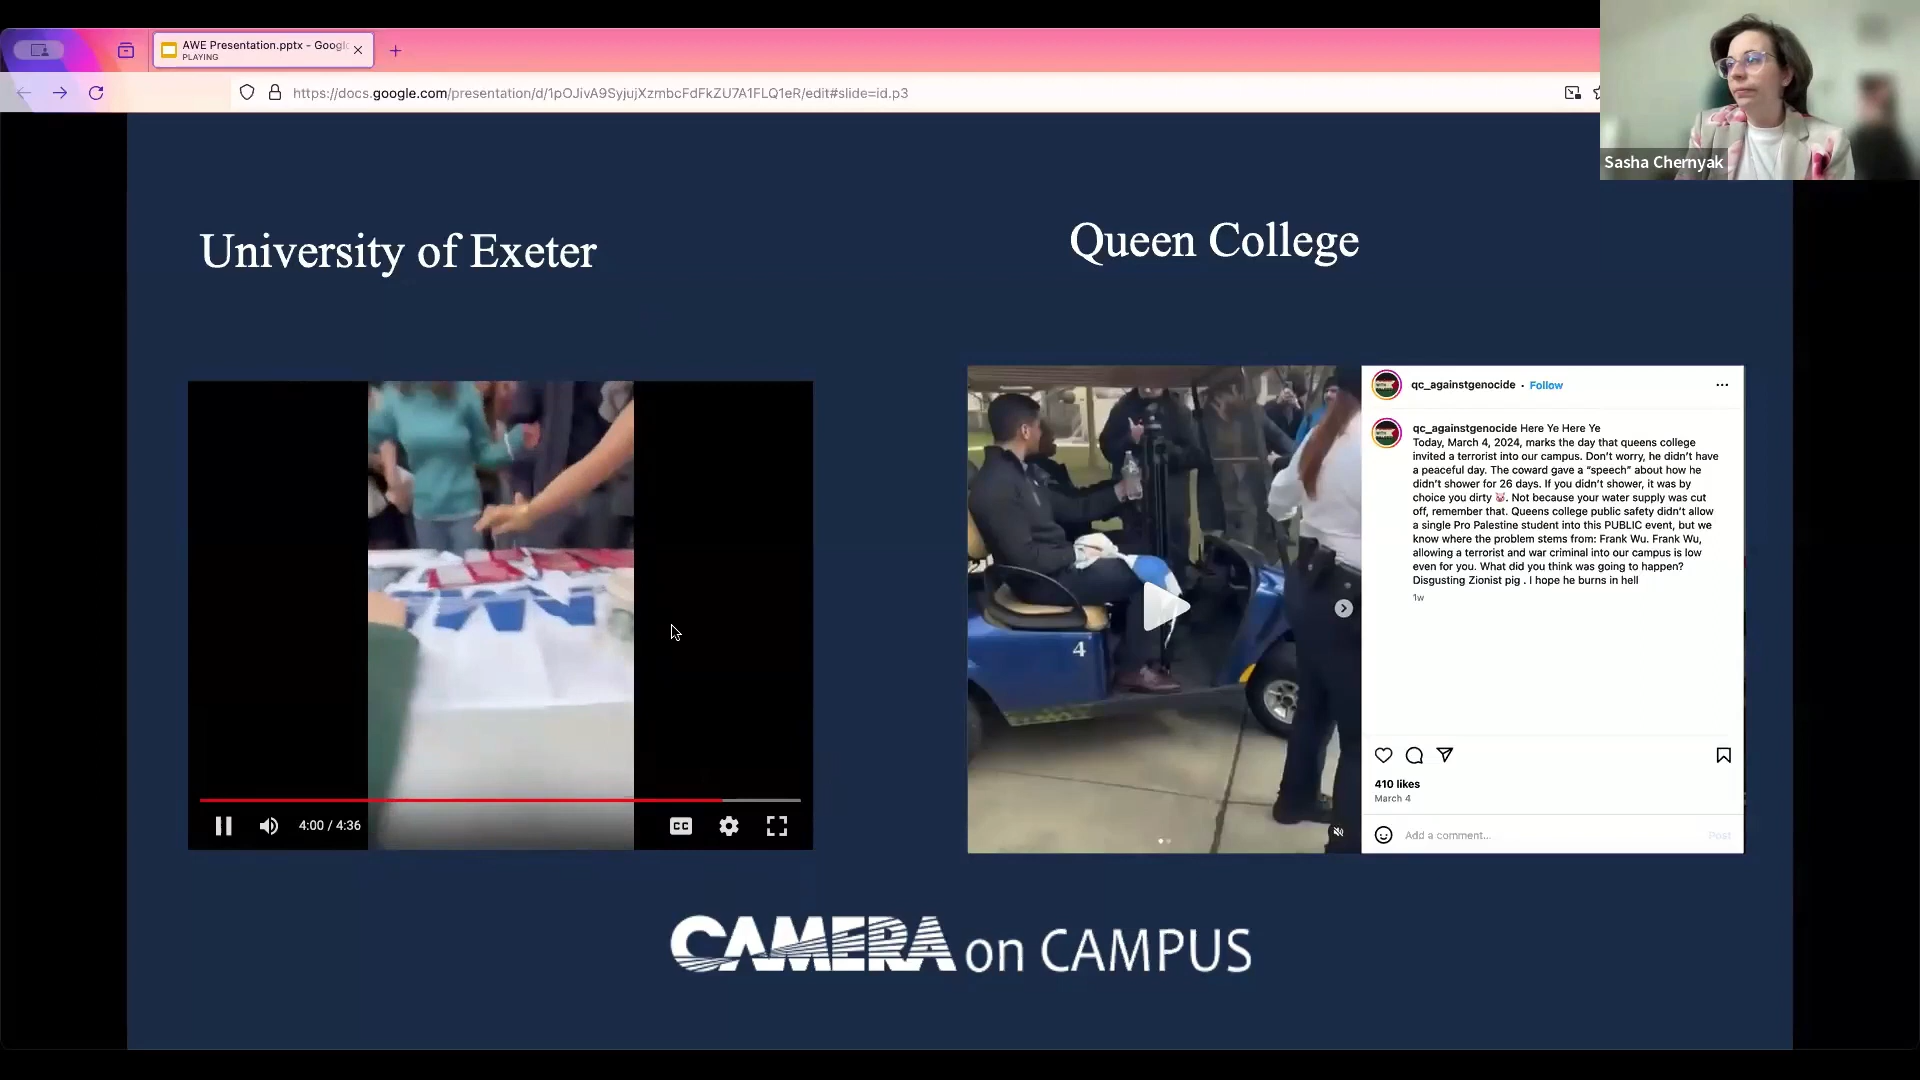 AWE Presentation.pptx - Googl
PLAYING
https://docs.google.com/presentation/d/1pOJivA9SyjujXzmbcFdFkZU7A1FLQ1eR/edit#slide=id.p3
Sasha Chernyak
University of Exeter
Queen College
4:00 / 4:36
CC
4
qc_againstgenocide · Follow
qc_againstgenocide Here Ye Here Ye
Today, March 4, 2024, marks the day that queens college
invited a terrorist into our campus. Don’t worry, he didn’t have
a peaceful day. The coward gave a “speech” about how he
didn’t shower for 26 days. If you didn’t shower, it was by
choice you dirty 🐷. Not because your water supply was cut
off, remember that. Queens college public safety didn’t allow
a single Pro Palestine student into this PUBLIC event, but we
know where the problem stems from: Frank Wu. Frank Wu,
allowing a terrorist and war criminal into our campus is low
even for you. What did you think was going to happen?
Disgusting Zionist pig . I hope he burns in hell
1w
410 likes
March 4
Add a comment...
Post
CAMERA on CAMPUS